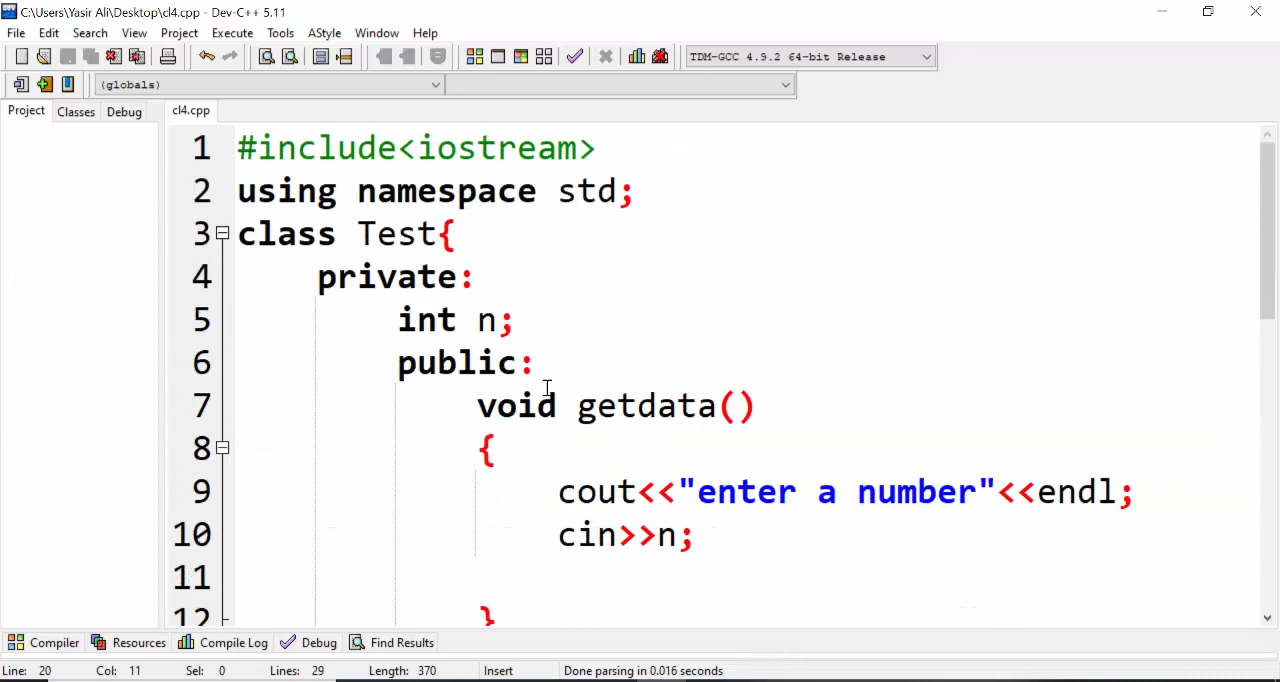 C:\Users\Yasir Ali\Desktop\cl4.cpp - Dev-C++ 5.11
File Edit Search View Project Execute Tools AStyle Window Help
TDM-GCC 4.9.2 64-bit Release
(globals)
Project Classes Debug cl4.cpp
1 #include<iostream>
2 using namespace std;
3 class Test{
4 private:
5 int n;
6 public:
7 void getdata()
8 {
9 cout<<"enter a number"<<endl;
10 cin>>n;
11
12 }
Compiler Resources Compile Log Debug Find Results
Line: 20 Col: 11 Sel: 0 Lines: 29 Length: 370 Insert Done parsing in 0.016 seconds